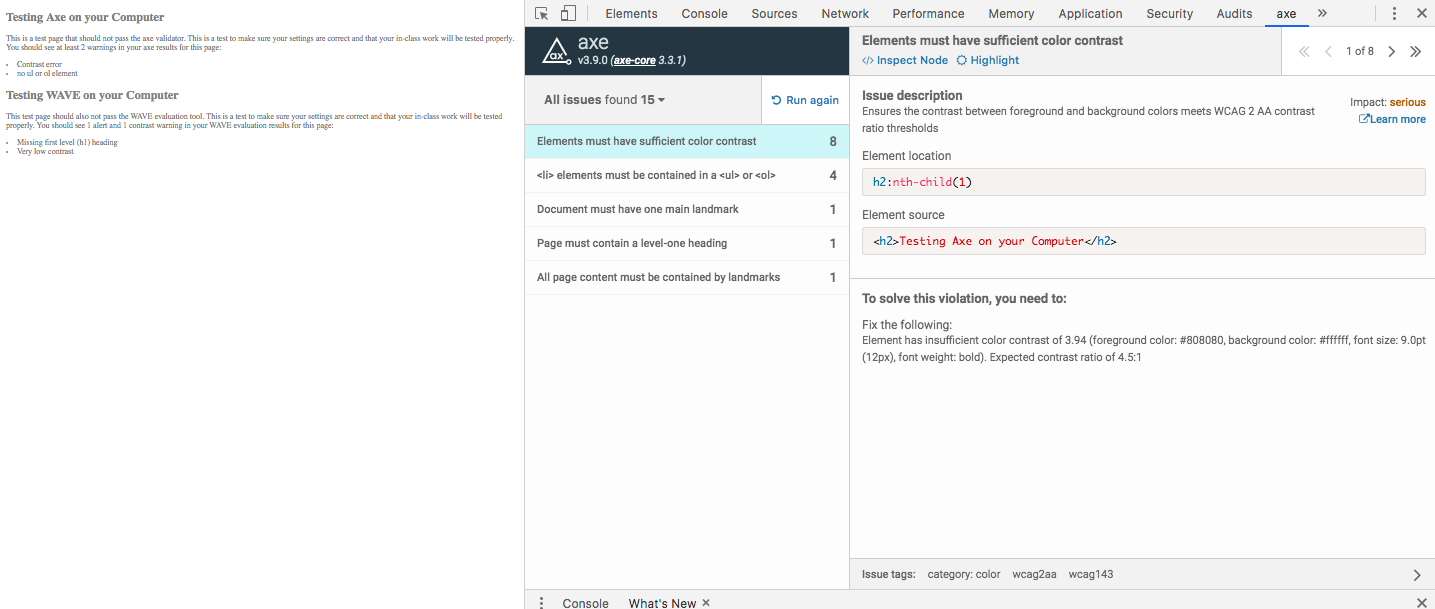 Testing Axe on your Computer
This is a test page that should not pass the axe validator. This is a test to make sure your settings are correct and that your in-class work will be tested properly.
You should see at least 2 warnings in your axe results for this page:
• Contrast error
• no ul or ol element
Testing WAVE on your Computer
This test page should also not pass the WAVE evaluation tool. This is a test to make sure your settings are correct and that your in-class work will be tested
properly. You should see 1 alert and 1 contrast warning in your WAVE evaluation results for this page:
• Missing first level (h1) heading
• Very low contrast
Elements Console Sources Network Performance Memory Application Security Audits axe »
ax.
axe
v3.9.0 (axe-core 3.3.1)
All issues found 15
Run again
Elements must have sufficient color contrast 8
<li> elements must be contained in a <ul> or <ol> 4
Document must have one main landmark 1
Page must contain a level-one heading 1
All page content must be contained by landmarks 1
Elements must have sufficient color contrast
</> Inspect Node Highlight
1 of 8
Issue description
Ensures the contrast between foreground and background colors meets WCAG 2 AA contrast
ratio thresholds
Impact: serious
Learn more
Element location
h2:nth-child(1)
Element source
<h2>Testing Axe on your Computer</h2>
To solve this violation, you need to:
Fix the following:
Element has insufficient color contrast of 3.94 (foreground color: #808080, background color: #ffffff, font size: 9.0pt
(12px), font weight: bold). Expected contrast ratio of 4.5:1
Issue tags: category: color wcag2aa wcag143
Console What's New ×